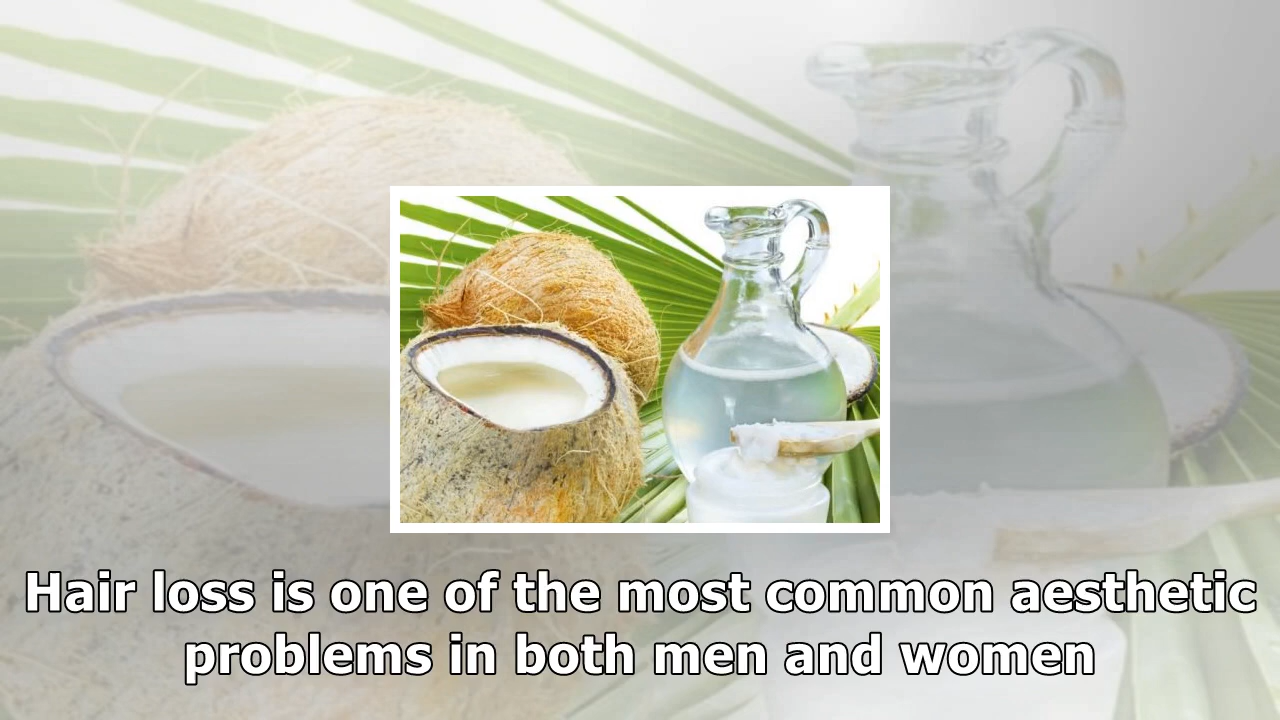 Hair loss is one of the most common aesthetic
problems in both men and women